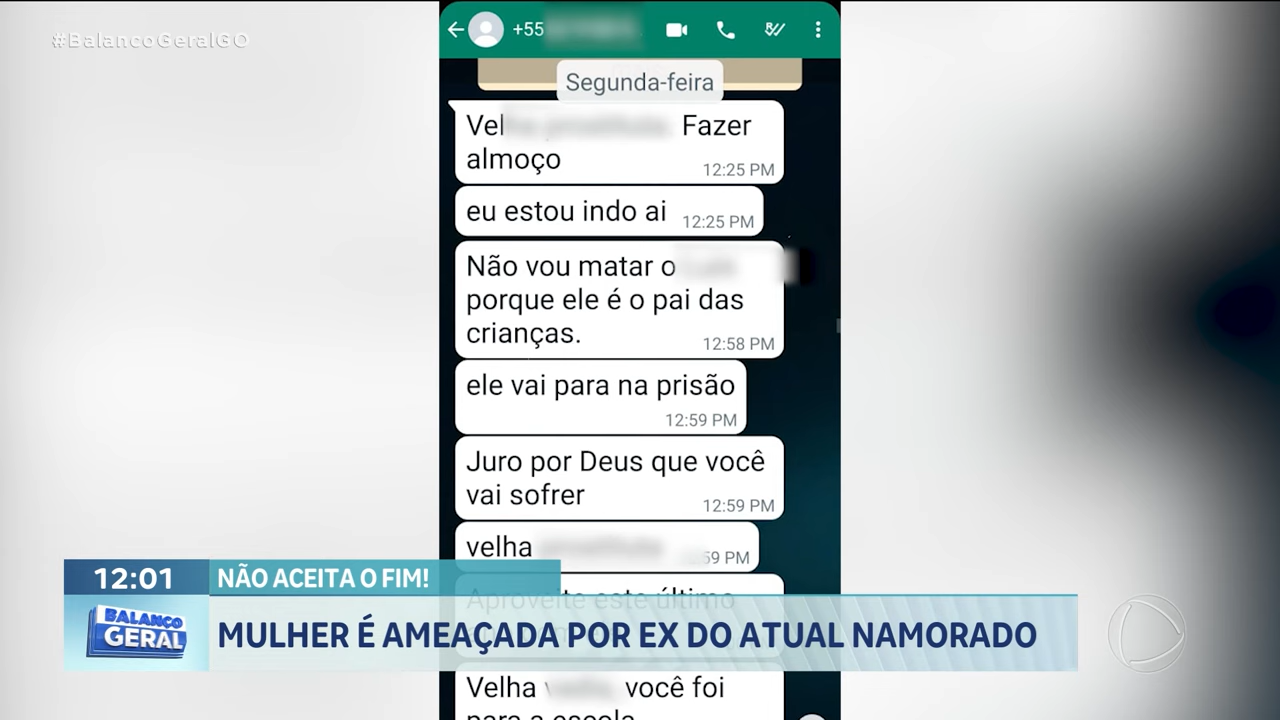 #BalancoGeralGO
+55
Segunda-feira
Fazer
almoço
12:25 PM
eu estou indo ai
12:25 PM
Não vou matar o
porque ele é o pai das
crianças.
12:58 PM
ele vai para na prisão
12:59 PM
Juro por Deus que você
vai sofrer
12:59 PM
velha
59 PM
Aproveite este último
Velha você foi
para a escola
12:01
NÃO ACEITA O FIM!
BALANCO
GERAL
MULHER É AMEAÇADA POR EX DO ATUAL NAMORADO